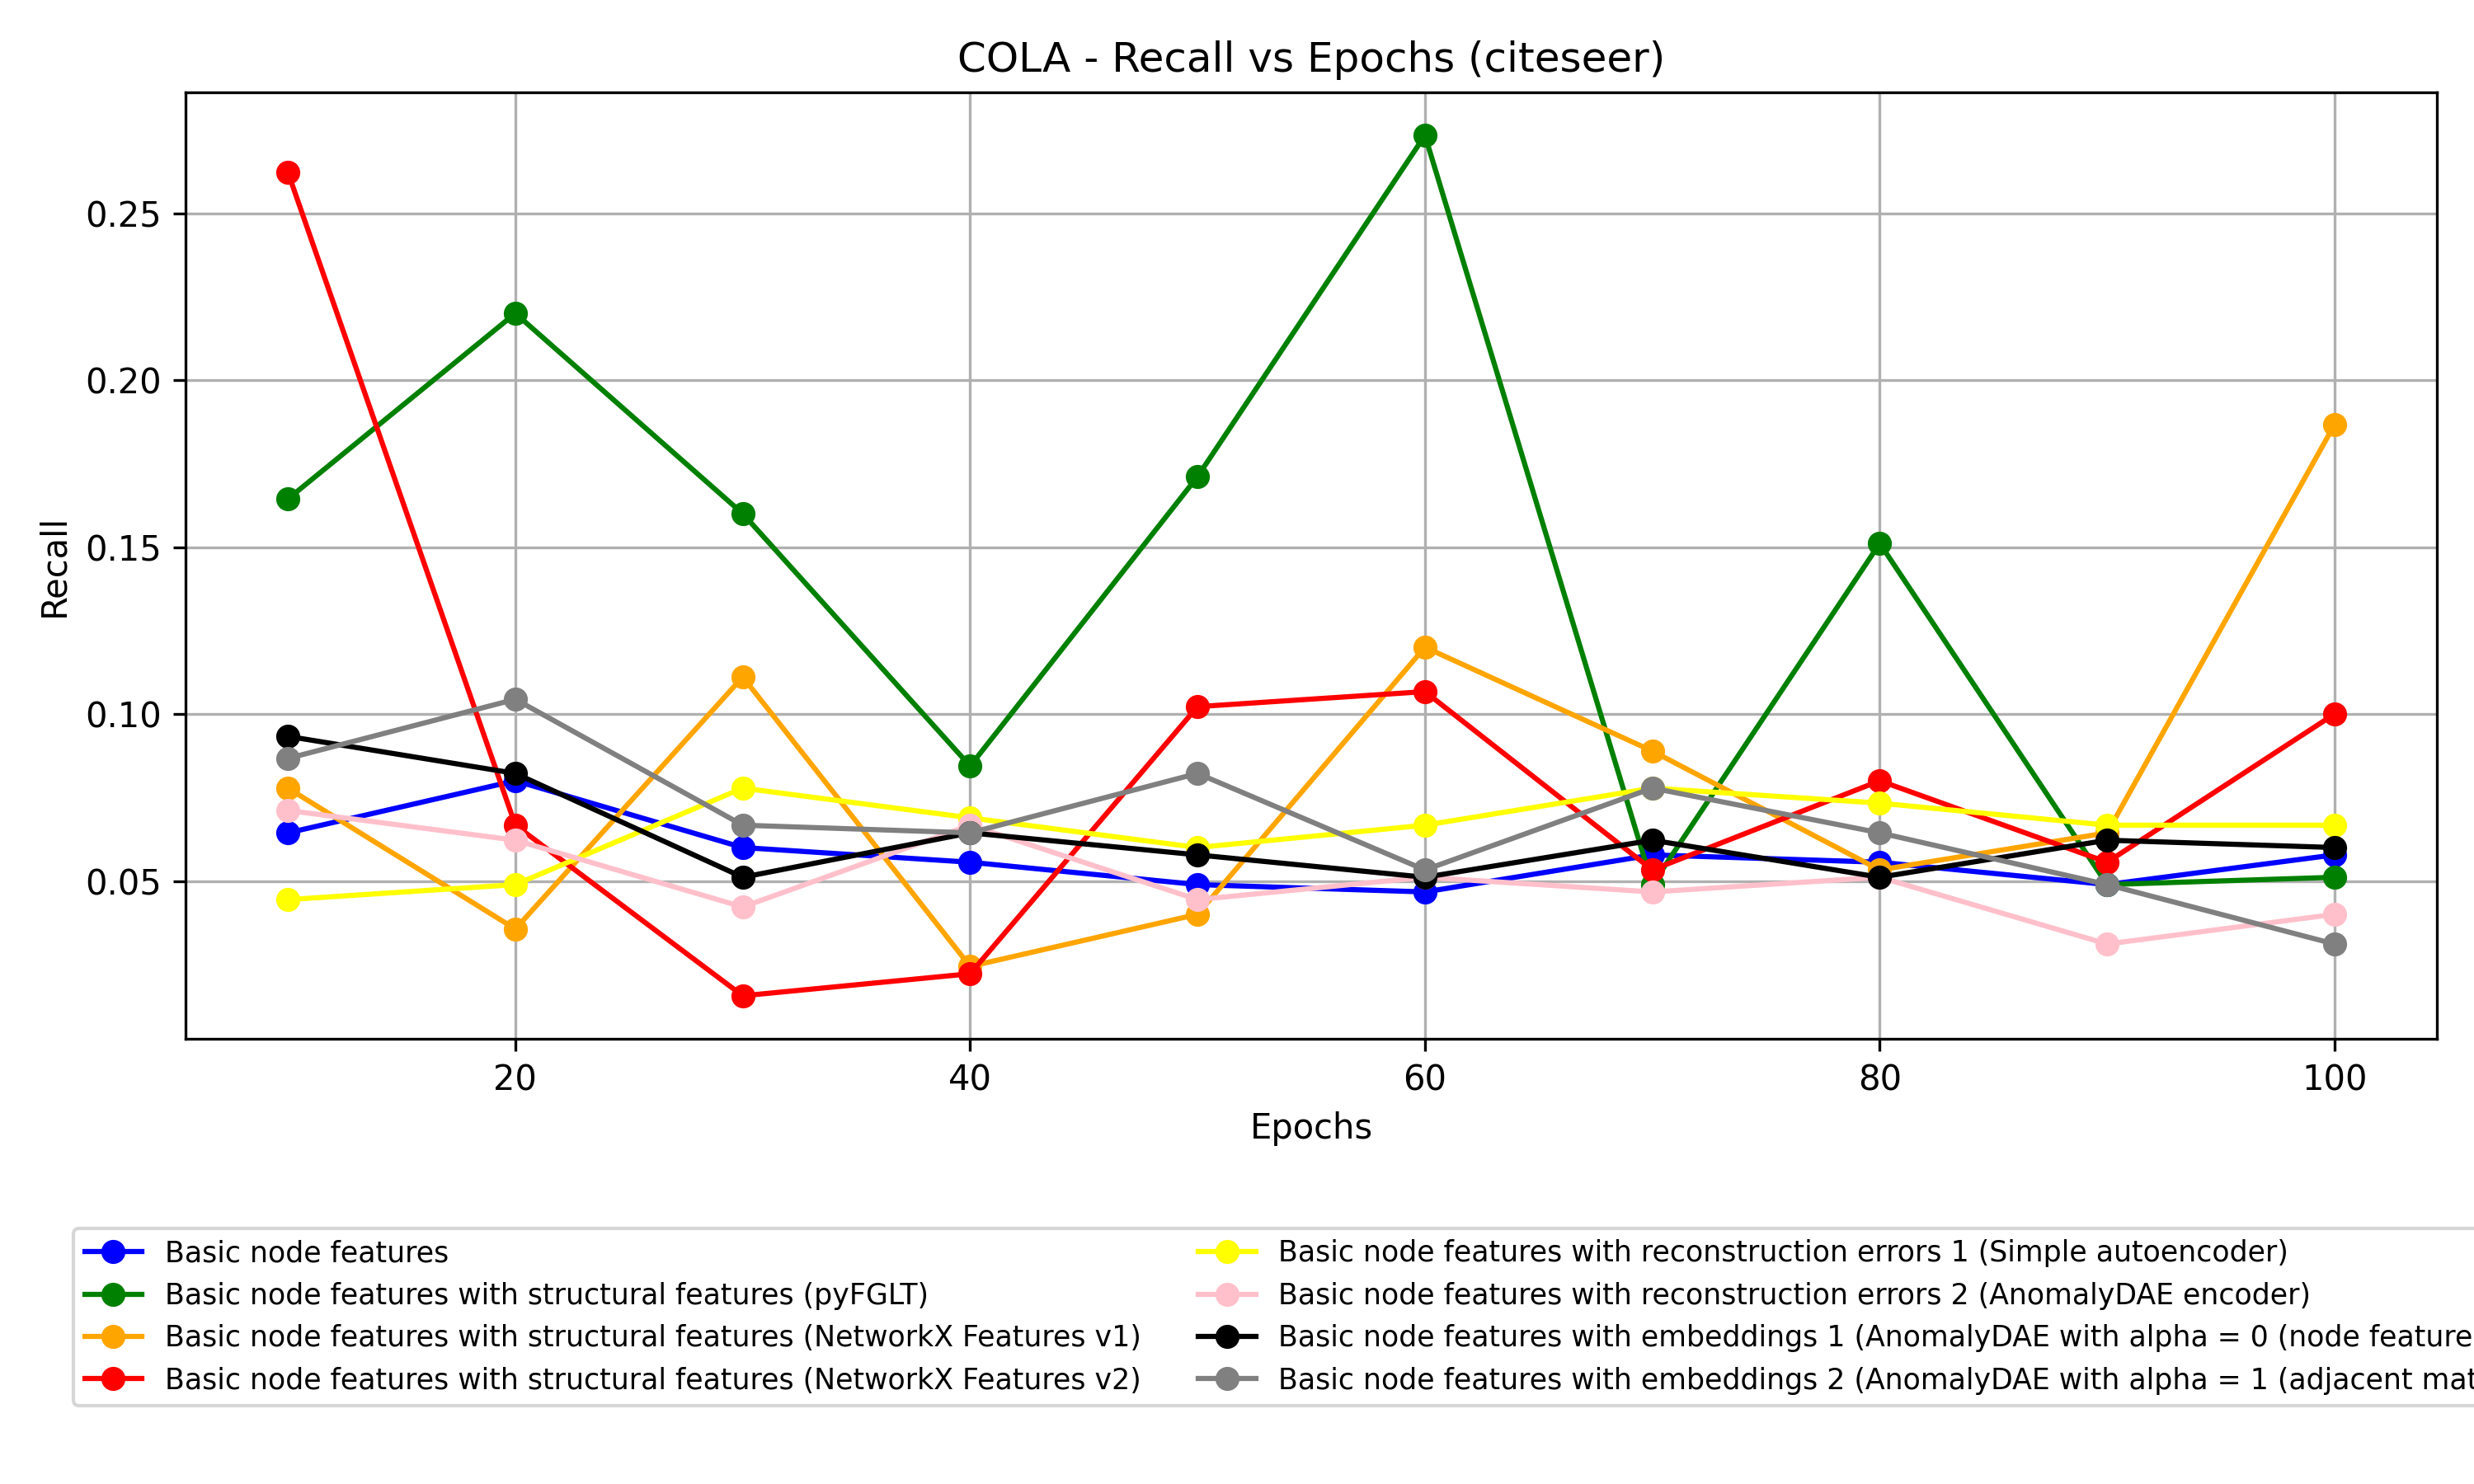 COLA - Recall vs Epochs (citeseer)
0.25
0.20
0.15
0.10
0.05
Recall
20 40 60 80 100
Epochs
Basic node features
Basic node features with structural features (pyFGLT)
Basic node features with structural features (NetworkX Features v1)
Basic node features with structural features (NetworkX Features v2)
Basic node features with reconstruction errors 1 (Simple autoencoder)
Basic node features with reconstruction errors 2 (AnomalyDAE encoder)
Basic node features with embeddings 1 (AnomalyDAE with alpha = 0 (node feature
Basic node features with embeddings 2 (AnomalyDAE with alpha = 1 (adjacent mat